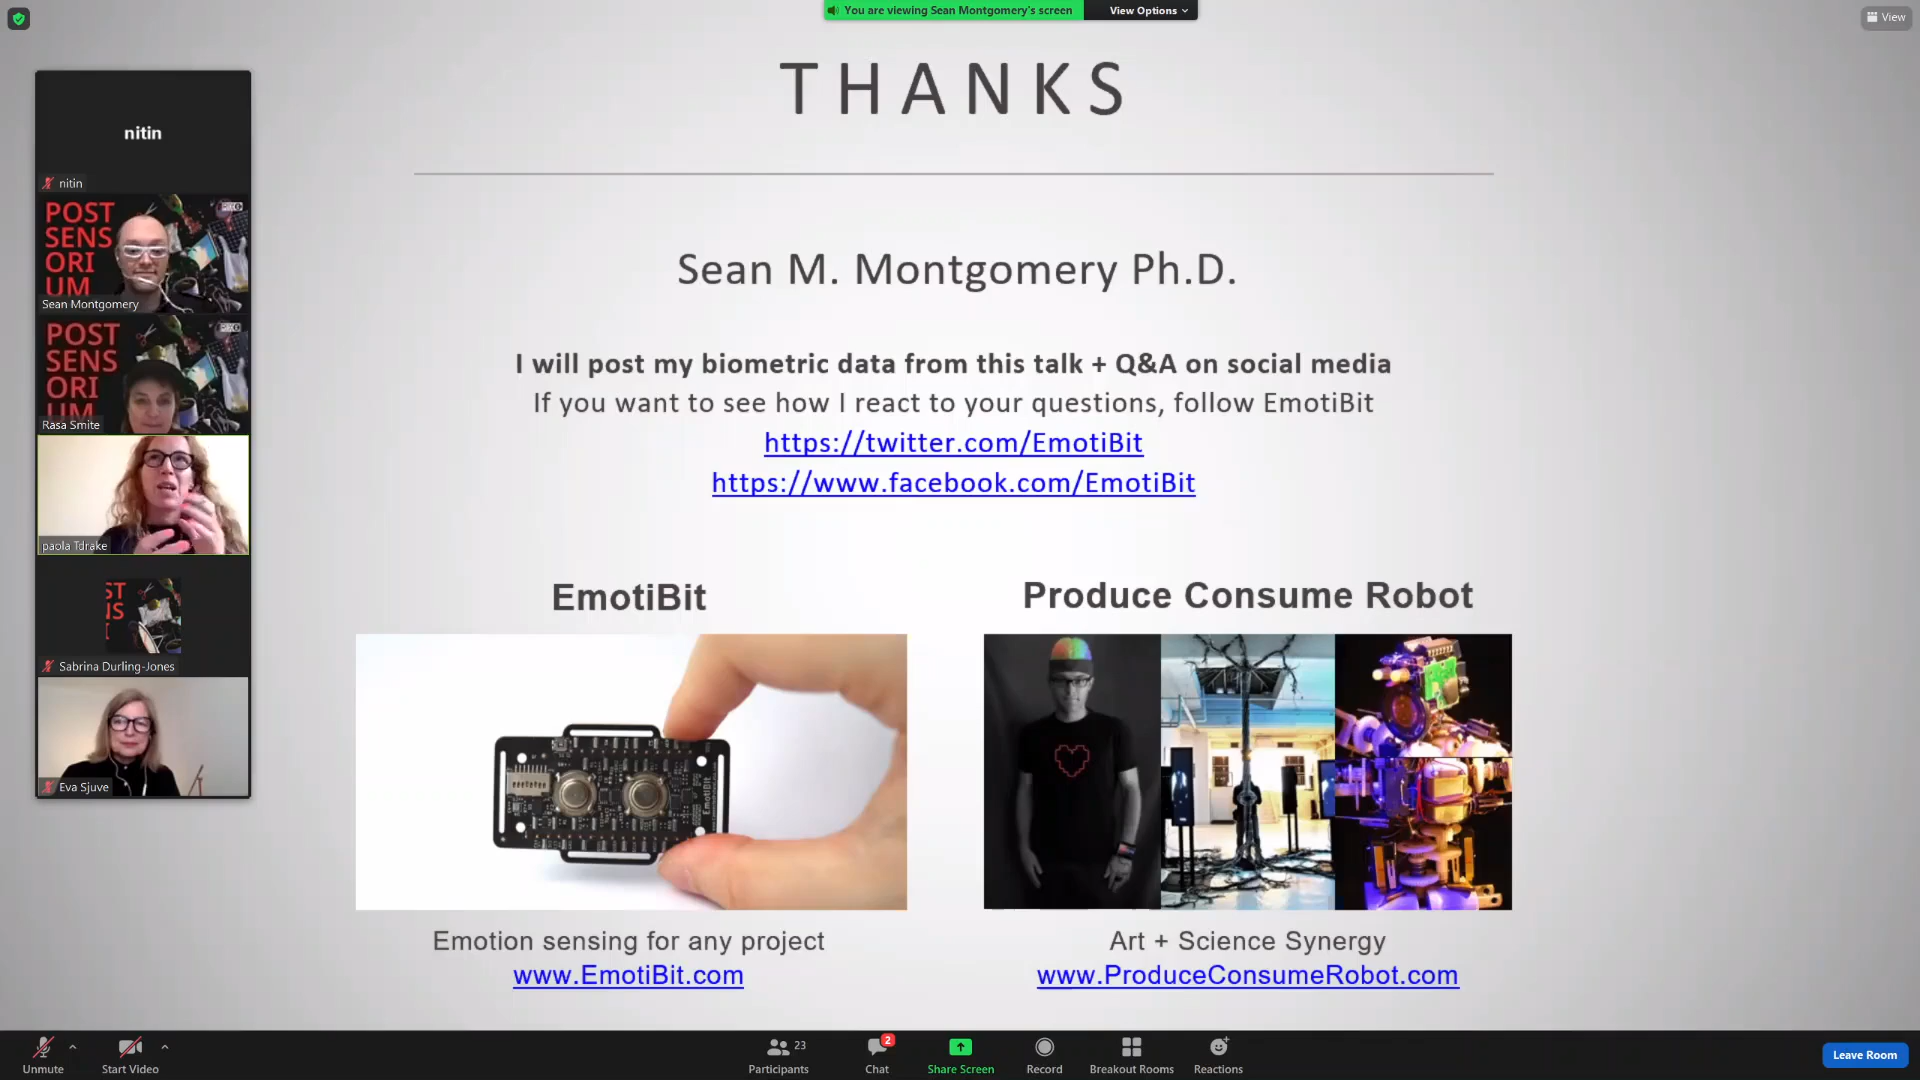 You are viewing Sean Montgomery's screen
View Options
View
nitin
nitin
POST
SENS
ORI
UM
Sean Montgomery
POST
SENS
ORI
UM
Rasa Smite
paola Tdrake
ST
NS
Sabrina Durling-Jones
Eva Sjuve
THANKS
Sean M. Montgomery Ph.D.
I will post my biometric data from this talk + Q&A on social media
If you want to see how I react to your questions, follow EmotiBit
https://twitter.com/EmotiBit
https://www.facebook.com/EmotiBit
EmotiBit
Produce Consume Robot
EmotiBit
Emotion sensing for any project
www.EmotiBit.com
Art + Science Synergy
www.ProduceConsumeRobot.com
Unmute
Start Video
Participants
23
Chat
2
Share Screen
Record
Breakout Rooms
Reactions
Leave Room